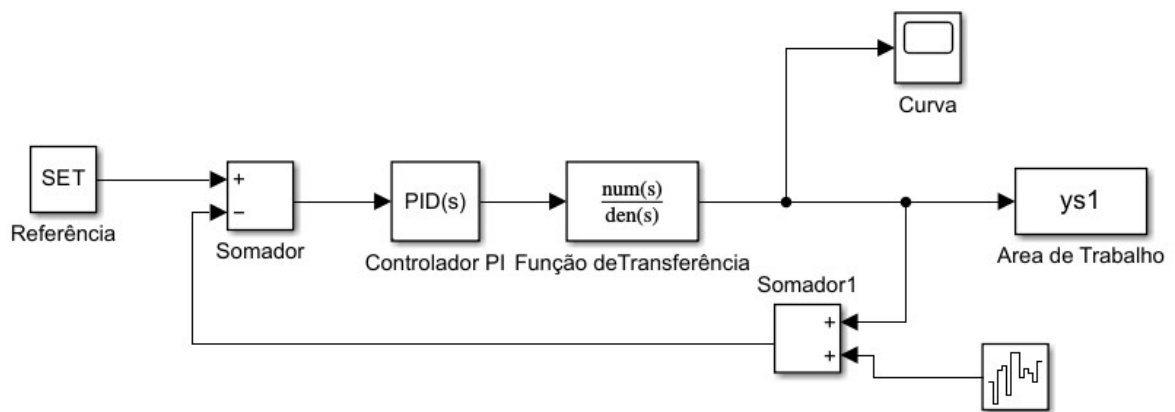 Curva
SET
+
−
PID(s)
num(s)
den(s)
ys1
Referência
Somador
Controlador PI
Função deTransferência
Area de Trabalho
Somador1
+
+